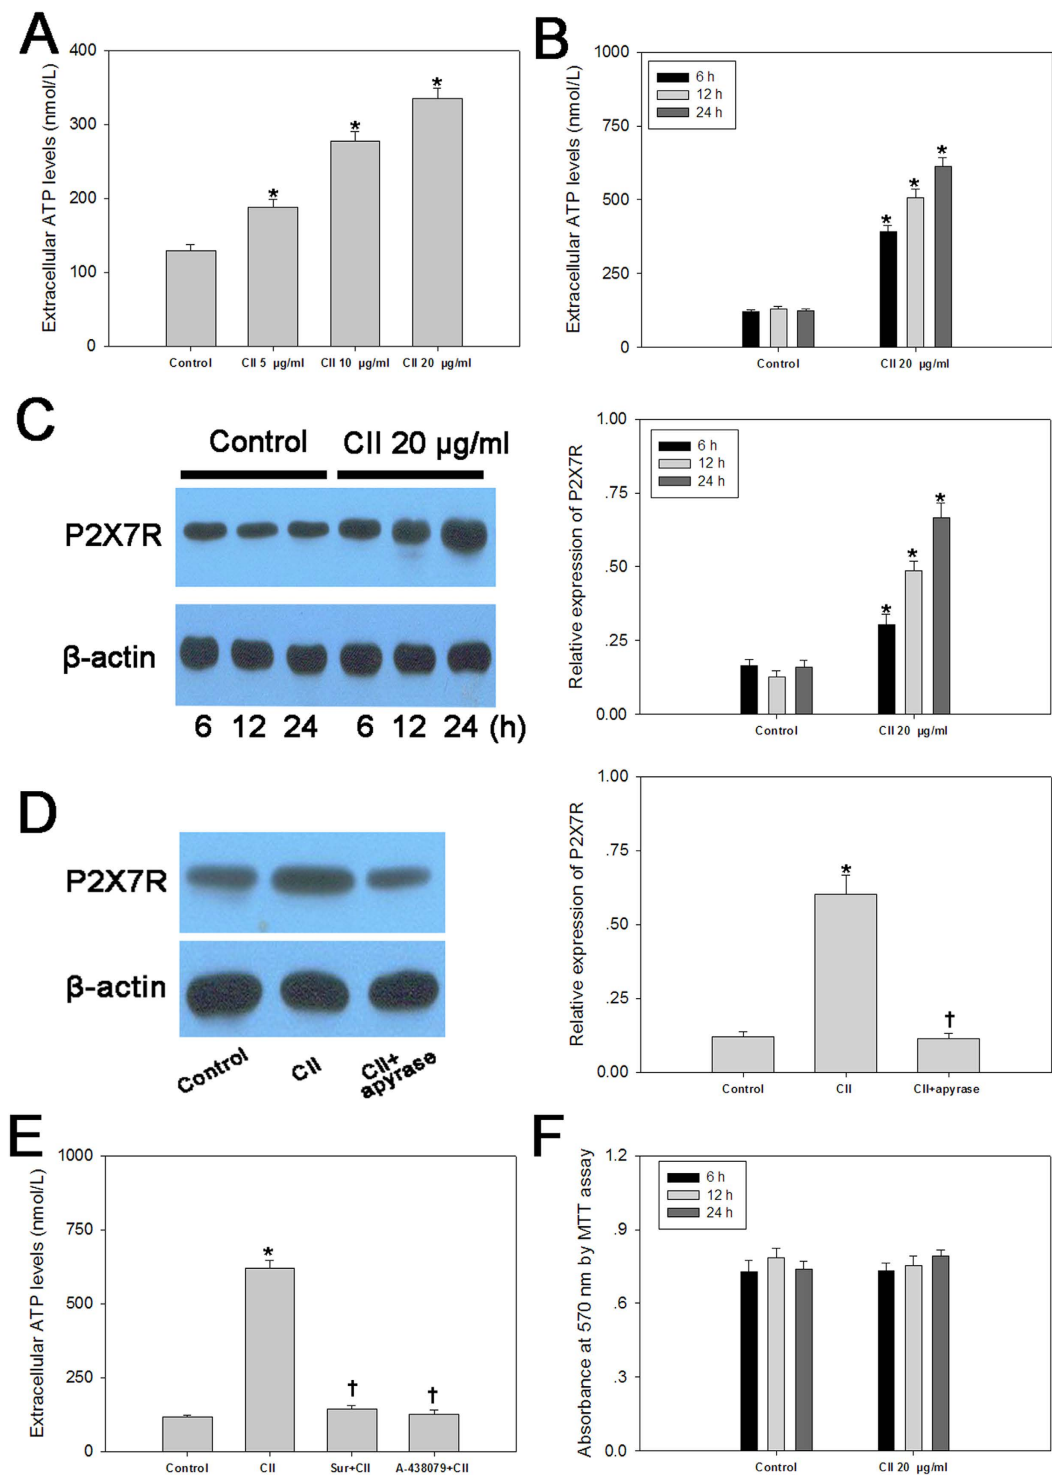 A
Extracellular ATP levels (nmol/L)
400
300
200
100
0
*
*
*
Control
CII 5 µg/ml
CII 10 µg/ml
CII 20 µg/ml
B
Extracellular ATP levels (nmol/L)
1000
750
500
250
0
6 h
12 h
24 h
*
*
*
Control
CII 20 µg/ml
C
Control
CII 20 µg/ml
P2X7R
β-actin
6 12 24 6 12 24 (h)
Relative expression of P2X7R
1.00
.75
.50
.25
0.00
6 h
12 h
24 h
*
*
*
Control
CII 20 µg/ml
D
P2X7R
β-actin
Control
CII
CII+
apyrase
Relative expression of P2X7R
1.00
.75
.50
.25
0.00
*
†
Control
CII
CII+apyrase
E
Extracellular ATP levels (nmol/L)
1000
750
500
250
0
*
†
†
Control
CII
Sur+CII
A-438079+CII
F
Absorbance at 570 nm by MTT assay
1.2
.9
.6
.3
0.0
6 h
12 h
24 h
Control
CII 20 µg/ml